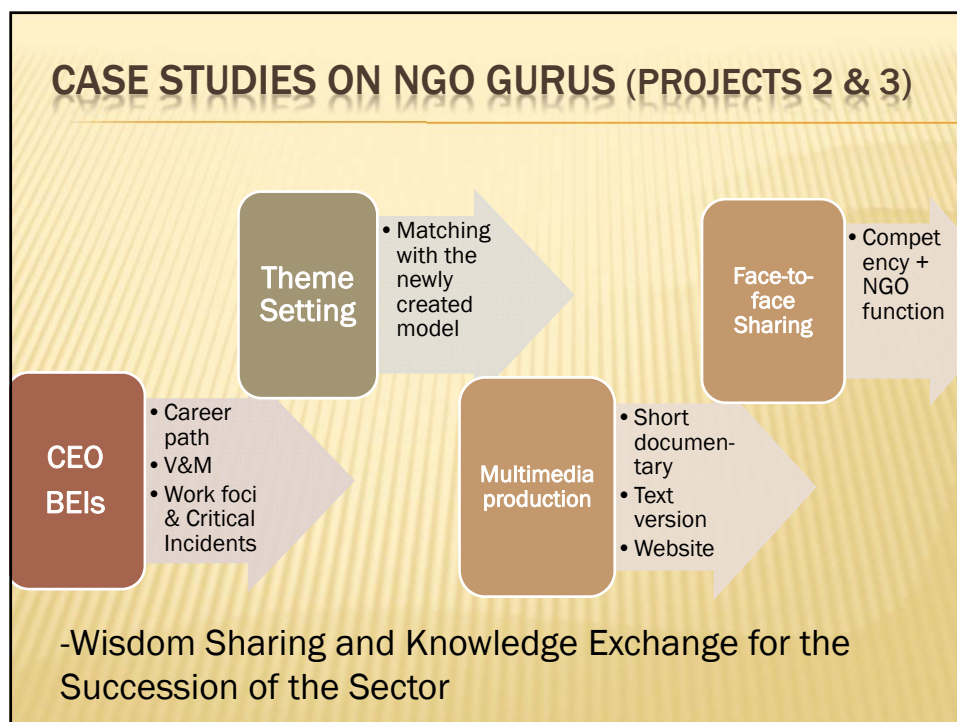 CASE STUDIES ON NGO GURUS (PROJECTS 2 & 3)
CEO
BEIs
• Career
path
• V&M
• Work foci
& Critical
Incidents
Theme
Setting
• Matching
with the
newly
created
model
Multimedia
production
• Short
documen-
tary
• Text
version
• Website
Face-to-
face
Sharing
• Compet
ency +
NGO
function
-Wisdom Sharing and Knowledge Exchange for the
Succession of the Sector